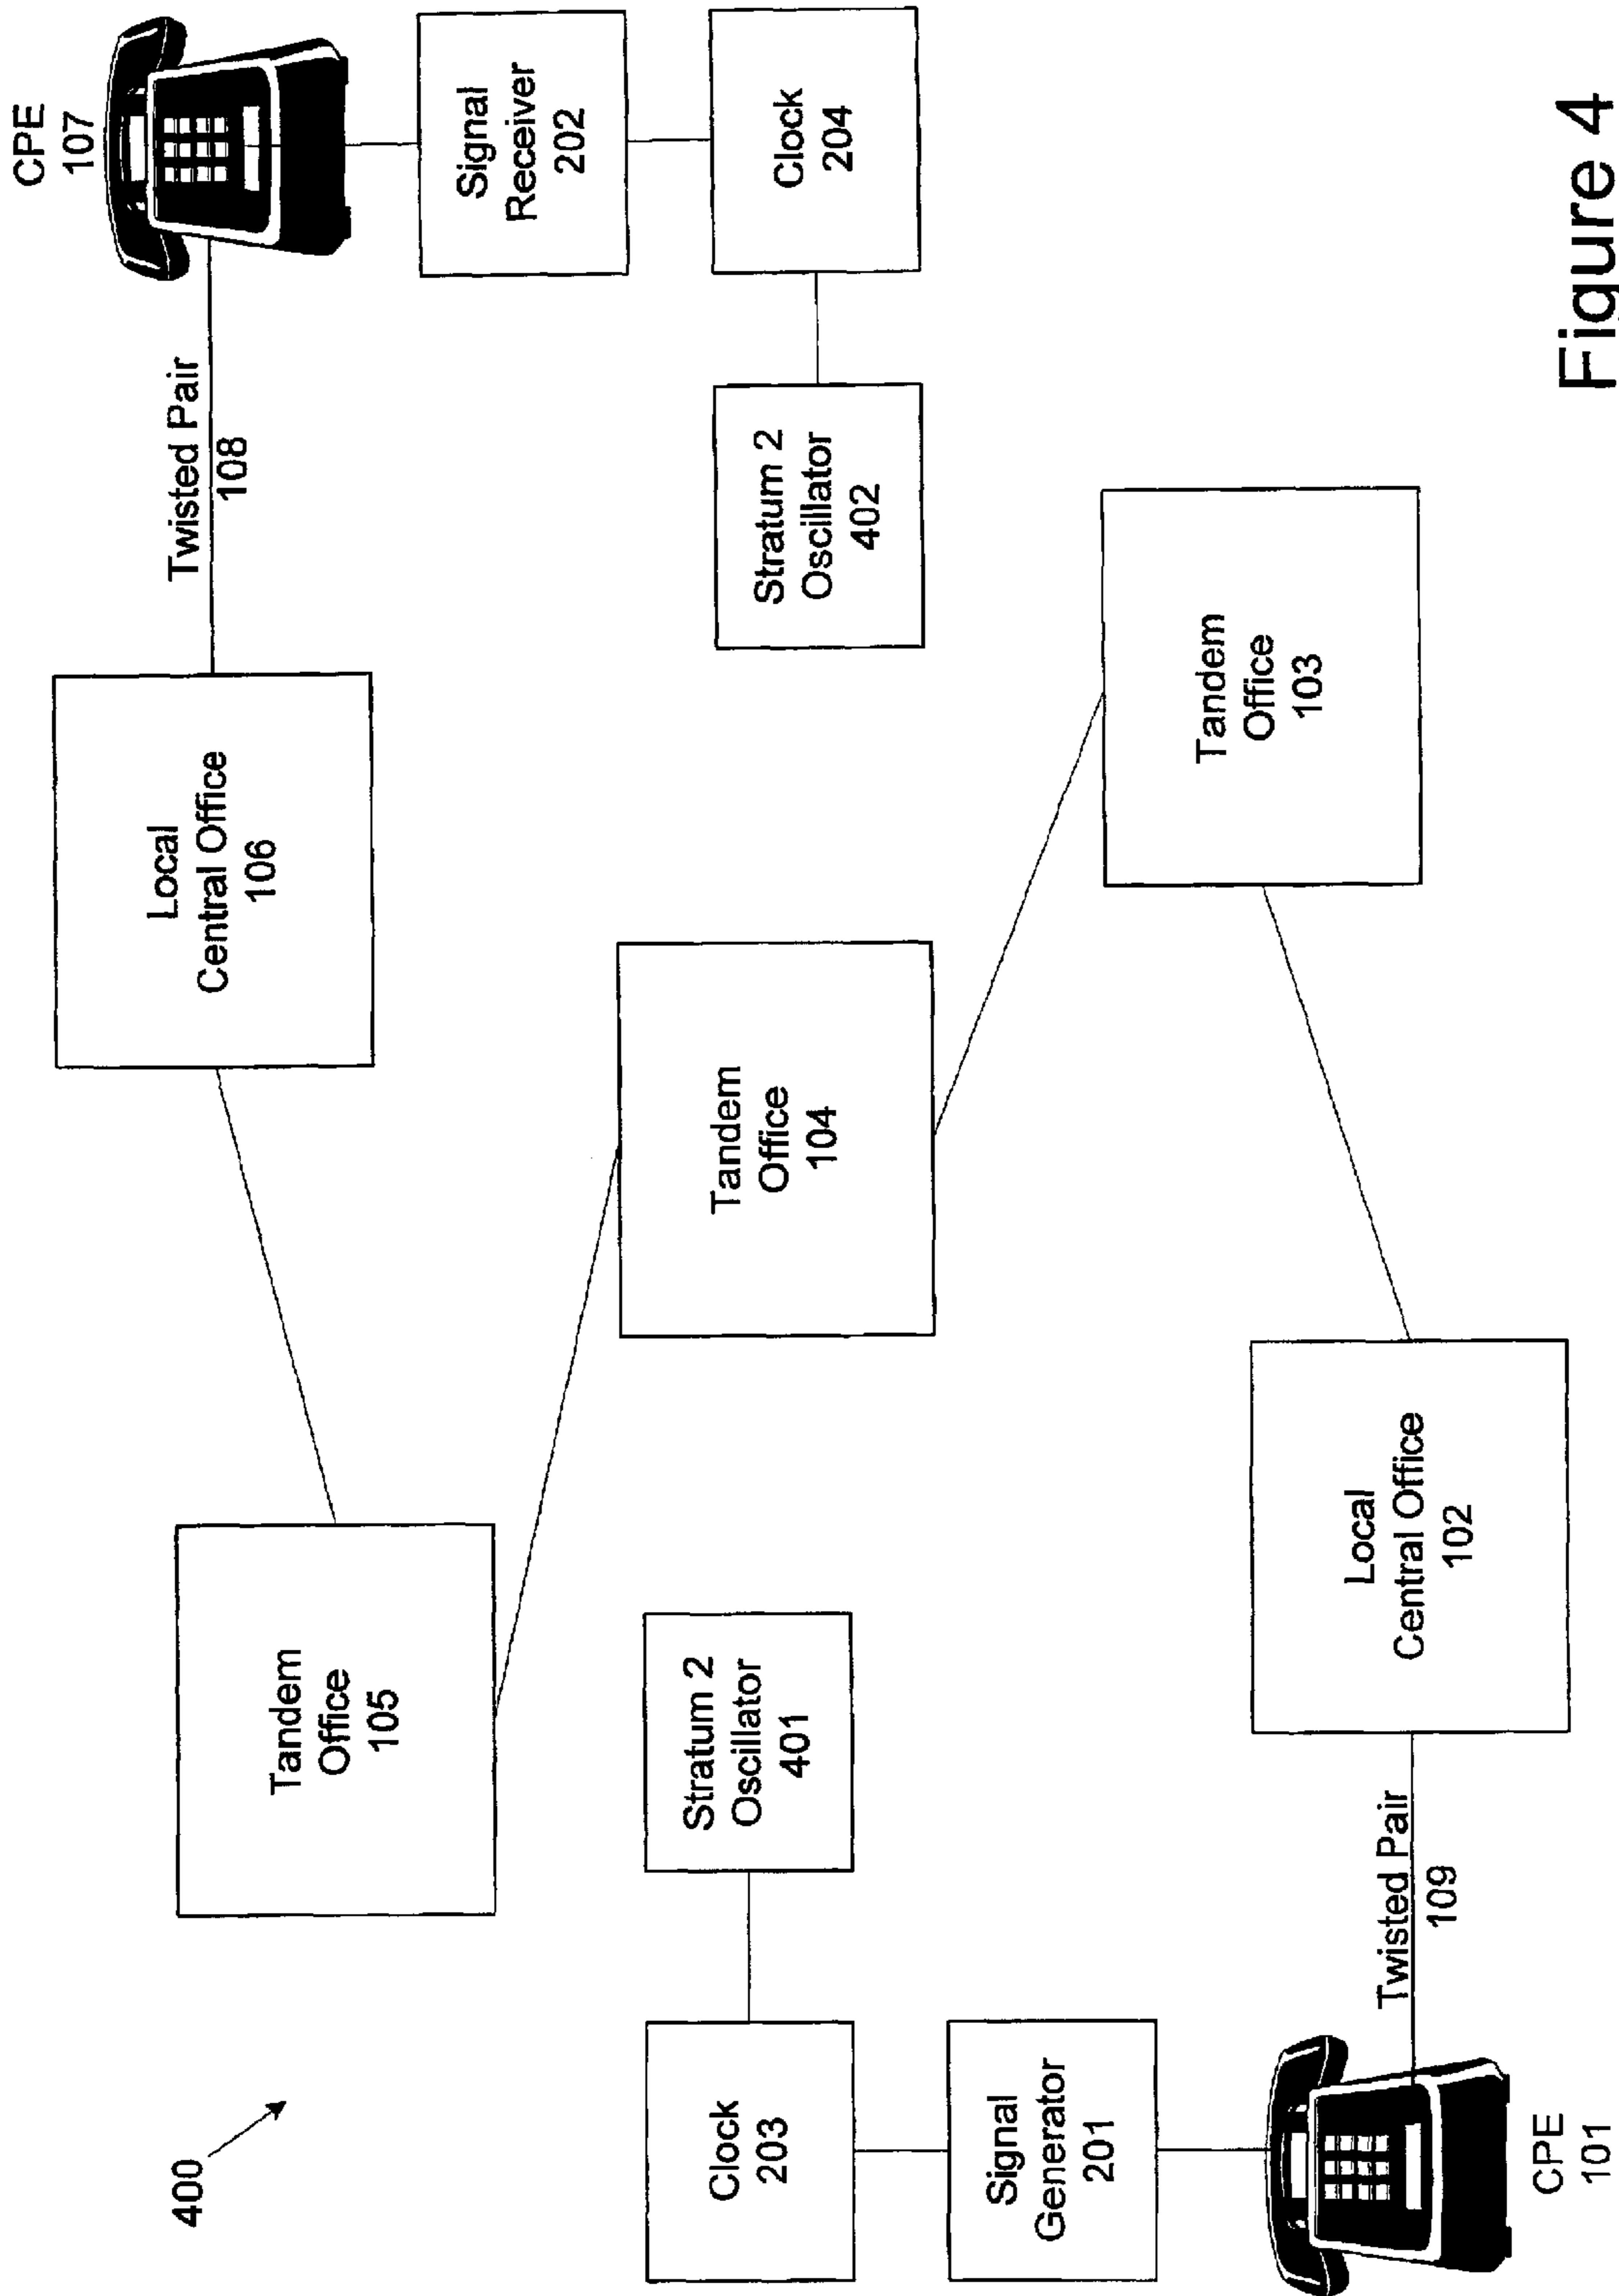 400
Clock
203
Signal
Generator
201
CPE
101
Twisted Pair
109
Local
Central Office
102
Stratum 2
Oscillator
401
Tandem
Office
105
Tandem
Office
104
Tandem
Office
103
Local
Central Office
106
Twisted Pair
108
CPE
107
Signal
Receiver
202
Clock
204
Stratum 2
Oscillator
402
Figure 4